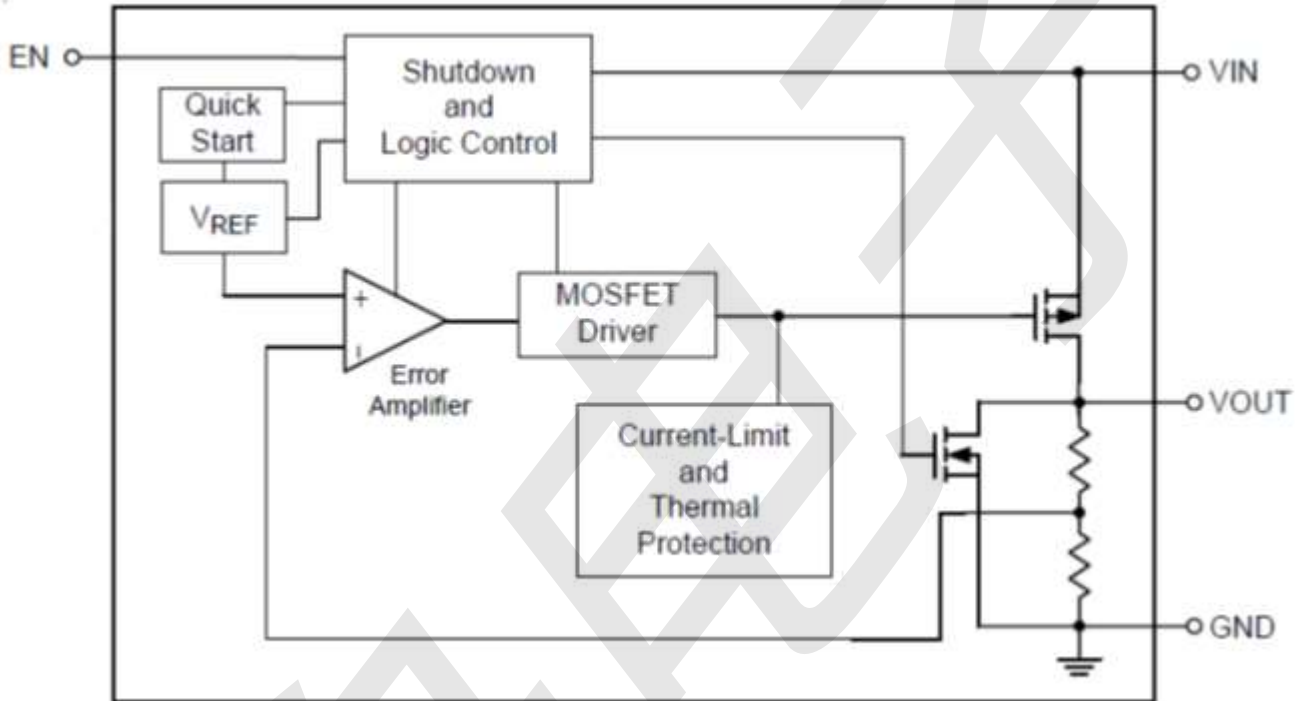 EN
Shutdown
and
Logic Control
VIN
Quick
Start
VREF
+
MOSFET
Driver
Error
Amplifier
VOUT
Current-Limit
and
Thermal
Protection
GND